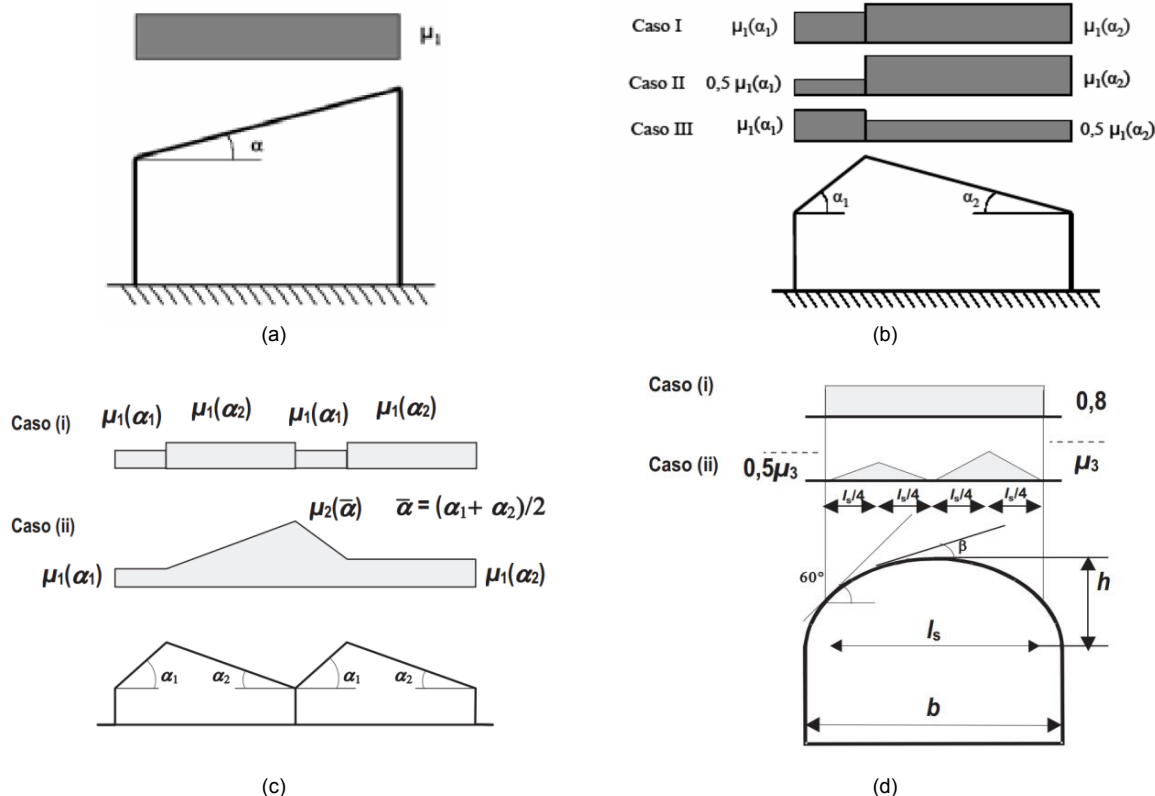 μ₁
α
(a)
Caso I μ₁(α₁) μ₁(α₂)
Caso II 0,5 μ₁(α₁) μ₁(α₂)
Caso III μ₁(α₁) 0,5 μ₁(α₂)
α₁ α₂
(b)
Caso (i) μ₁(α₁) μ₁(α₂) μ₁(α₁) μ₁(α₂)
Caso (ii) μ₂(ᾱ) ᾱ = (α₁+ α₂)/2
μ₁(α₁) μ₁(α₂)
α₁ α₂ α₁ α₂
(c)
Caso (i) 0,8
Caso (ii) 0,5μ₃ μ₃
lₛ/4 lₛ/4 lₛ/4 lₛ/4
β
60°
h
lₛ
b
(d)